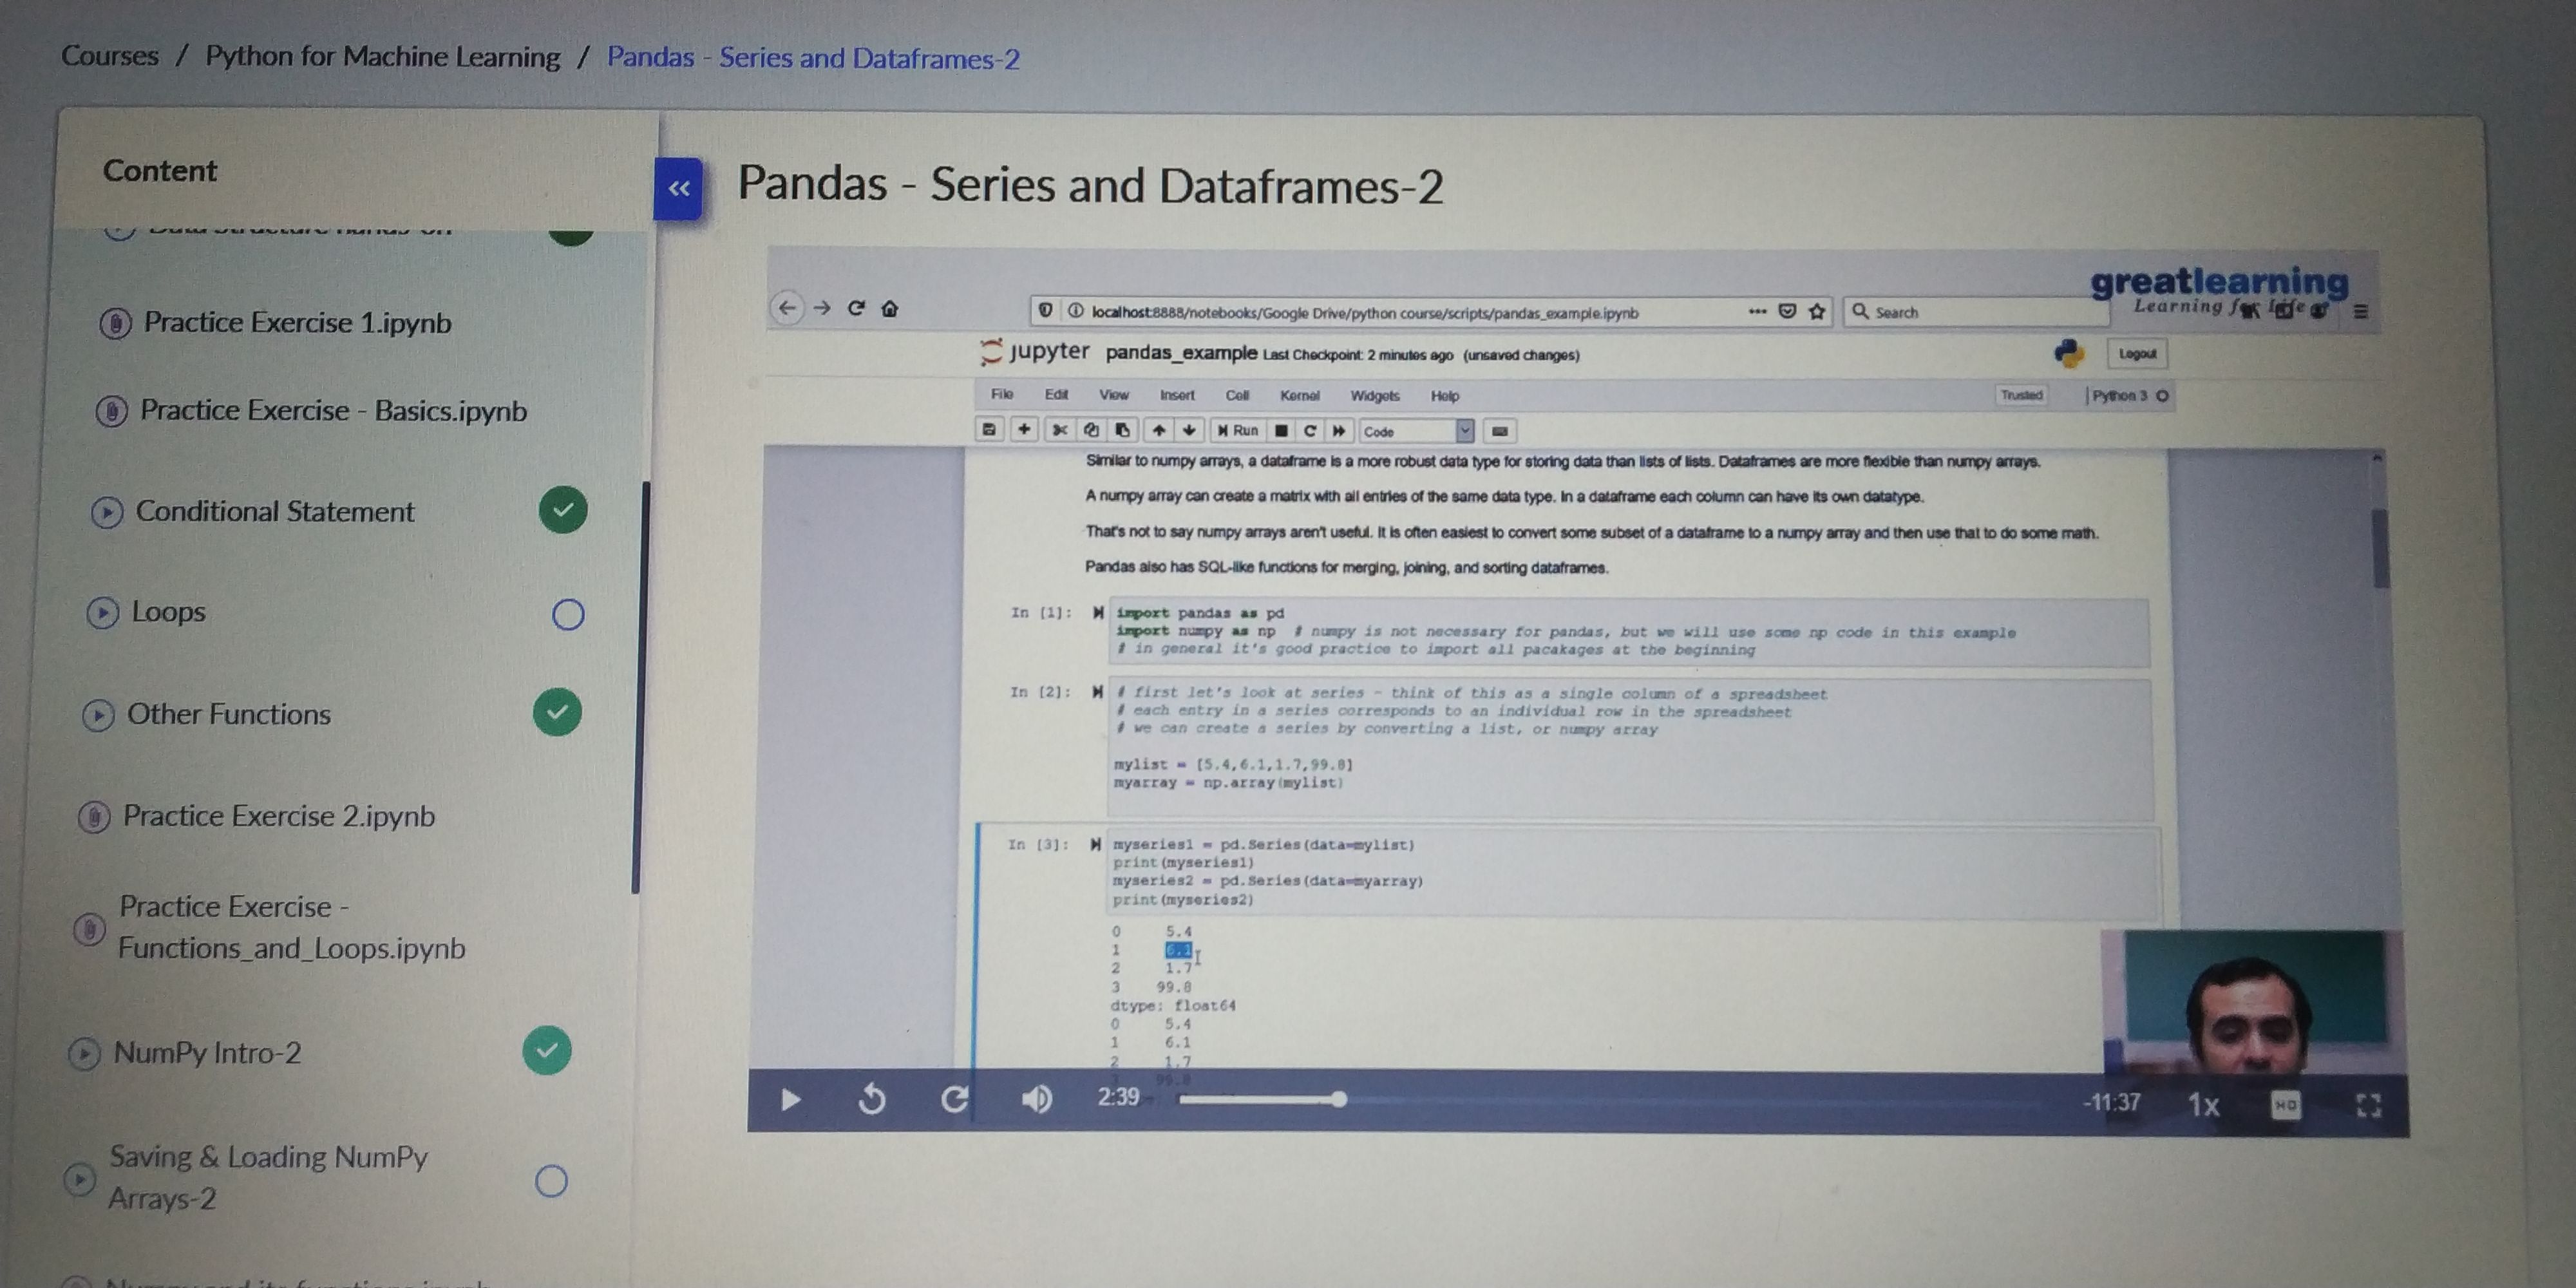 Courses / Python for Machine Learning / Pandas - Series and Dataframes-2
Content
Practice Exercise 1.ipynb
Practice Exercise - Basics.ipynb
Conditional Statement
Loops
Other Functions
Practice Exercise 2.ipynb
Practice Exercise -
Functions_and_Loops.ipynb
NumPy Intro-2
Saving & Loading NumPy
Arrays-2
Pandas - Series and Dataframes-2
greatlearning
Learning for Life
localhost:8888/notebooks/Google Drive/python course/scripts/pandas_example.ipynb
Search
jupyter pandas_example Last Checkpoint: 2 minutes ago (unsaved changes)
Logout
File Edit View Insert Cell Kernel Widgets Help
Trusted
Python 3
Run
Code
Similar to numpy arrays, a dataframe is a more robust data type for storing data than lists of lists. Dataframes are more flexible than numpy arrays.
A numpy array can create a matrix with all entries of the same data type. In a dataframe each column can have its own datatype.
That's not to say numpy arrays aren't useful. It is often easiest to convert some subset of a dataframe to a numpy array and then use that to do some math.
Pandas also has SQL-like functions for merging, joining, and sorting dataframes.
In [1]: import pandas as pd
import numpy as np # numpy is not necessary for pandas, but we will use some np code in this example
# in general it's good practice to import all pacakages at the beginning
In [2]: # first let's look at series - think of this as a single column of a spreadsheet
# each entry in a series corresponds to an individual row in the spreadsheet
# we can create a series by converting a list, or numpy array
mylist = [5.4,6.1,1.7,99.8]
myarray = np.array(mylist)
In [3]: myseries1 = pd.Series(data=mylist)
print(myseries1)
myseries2 = pd.Series(data=myarray)
print(myseries2)
0 5.4
1 6.1
2 1.7
3 99.8
dtype: float64
0 5.4
1 6.1
2 1.7
3 99.8
2:39
-11:37
1x
HD